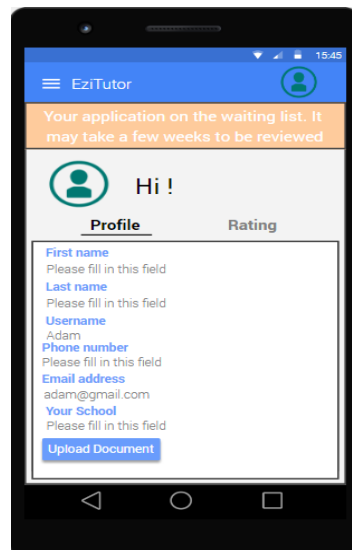 15:45
EziTutor
Your application on the waiting list. It
may take a few weeks to be reviewed
Hi !
Profile Rating
First name
Please fill in this field
Last name
Please fill in this field
Username
Adam
Phone number
Please fill in this field
Email address
adam@gmail.com
Your School
Please fill in this field
Upload Document